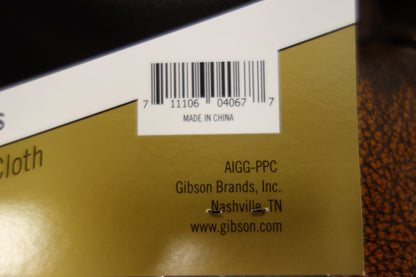 7 11106 04067 7
MADE IN CHINA
s
Cloth
AIGG-PPC
Gibson Brands, Inc.
Nashville, TN
www.gibson.com